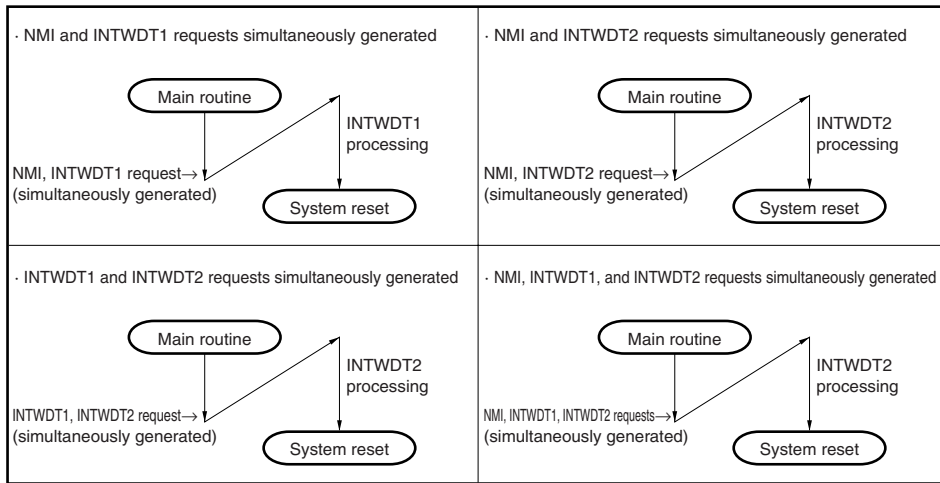 · NMI and INTWDT1 requests simultaneously generated
Main routine
INTWDT1
processing
NMI, INTWDT1 request→
(simultaneously generated)
System reset
· NMI and INTWDT2 requests simultaneously generated
Main routine
INTWDT2
processing
NMI, INTWDT2 request→
(simultaneously generated)
System reset
· INTWDT1 and INTWDT2 requests simultaneously generated
Main routine
INTWDT2
processing
INTWDT1, INTWDT2 request→
(simultaneously generated)
System reset
· NMI, INTWDT1, and INTWDT2 requests simultaneously generated
Main routine
INTWDT2
processing
NMI, INTWDT1, INTWDT2 requests→
(simultaneously generated)
System reset